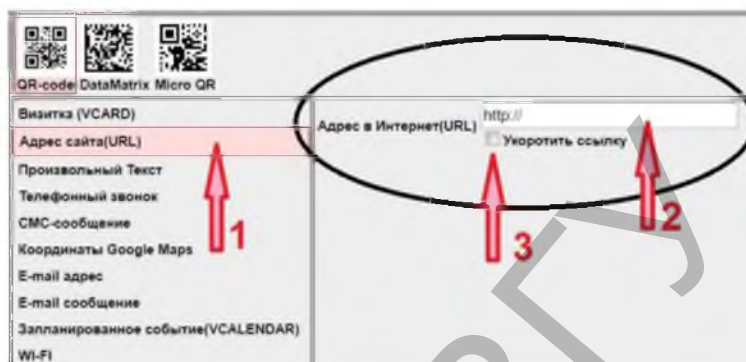 QR-code DataMatrix Micro QR
Визитка (VCARD)
Адрес сайта(URL)
Произвольный Текст
Телефонный звонок
СМС-сообщение
Координаты Google Maps
E-mail адрес
E-mail сообщение
Запланированное событие(VCALENDAR)
WI-FI
Адрес в Интернет(URL) http://
Укоротить ссылку
1
2
3